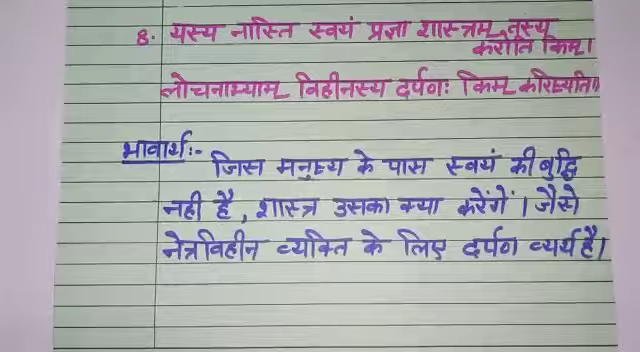 8. यस्य नास्ति स्वयं प्रज्ञा शास्त्रम् तस्य
करोति किम्।
लोचनाभ्याम् विहीनस्य दर्पणः किम् करिष्यति॥
भावार्थ:-
जिस मनुष्य के पास स्वयं की बुद्धि
नही है, शास्त्र उसका क्या करेंगें। जैसे
नेत्रविहीन व्यक्ति के लिए दर्पण व्यर्थ है।